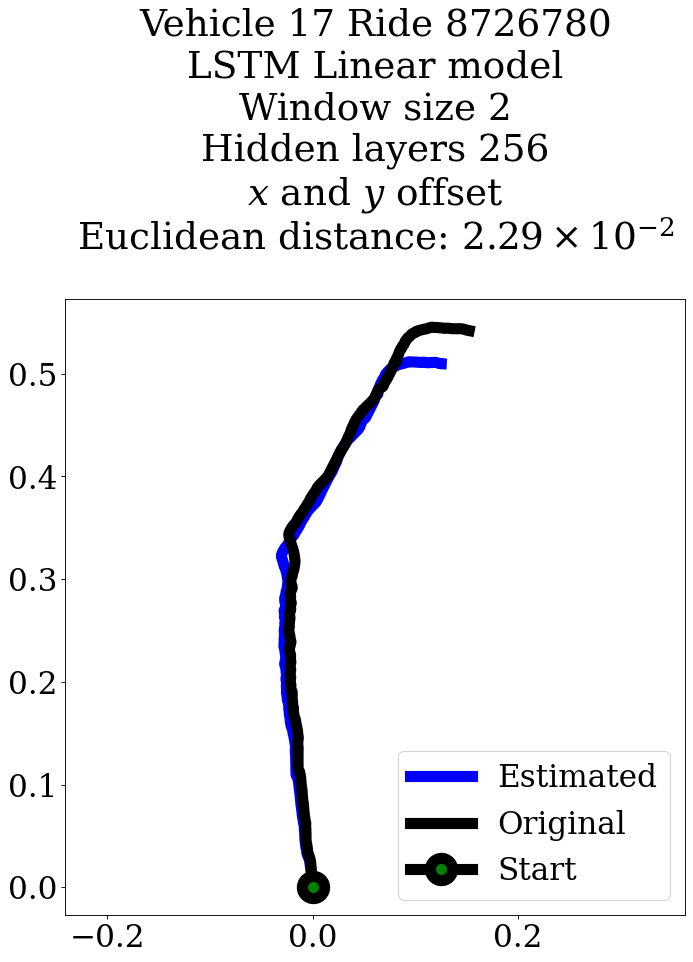 Vehicle 17 Ride 8726780
LSTM Linear model
Window size 2
Hidden layers 256
x and y offset
Euclidean distance: 2.29 × 10⁻²
0.5
0.4
0.3
0.2
0.1
0.0
Estimated
Original
Start
−0.2 0.0 0.2